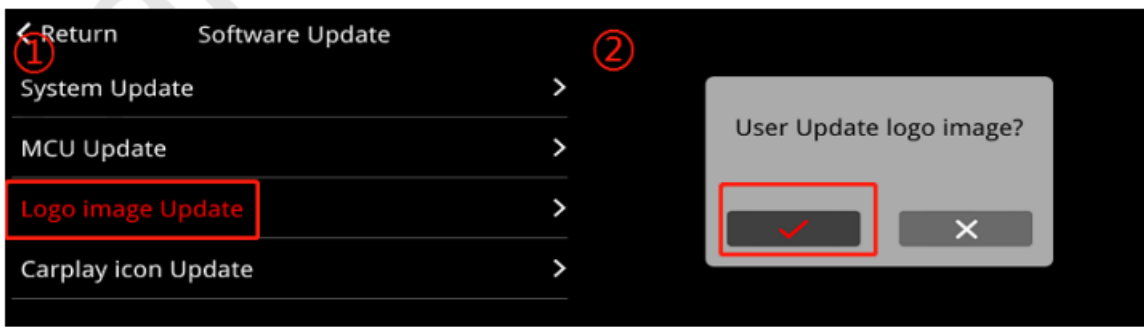 Return Software Update
①
System Update
MCU Update
Logo image Update
Carplay icon Update
②
User Update logo image?